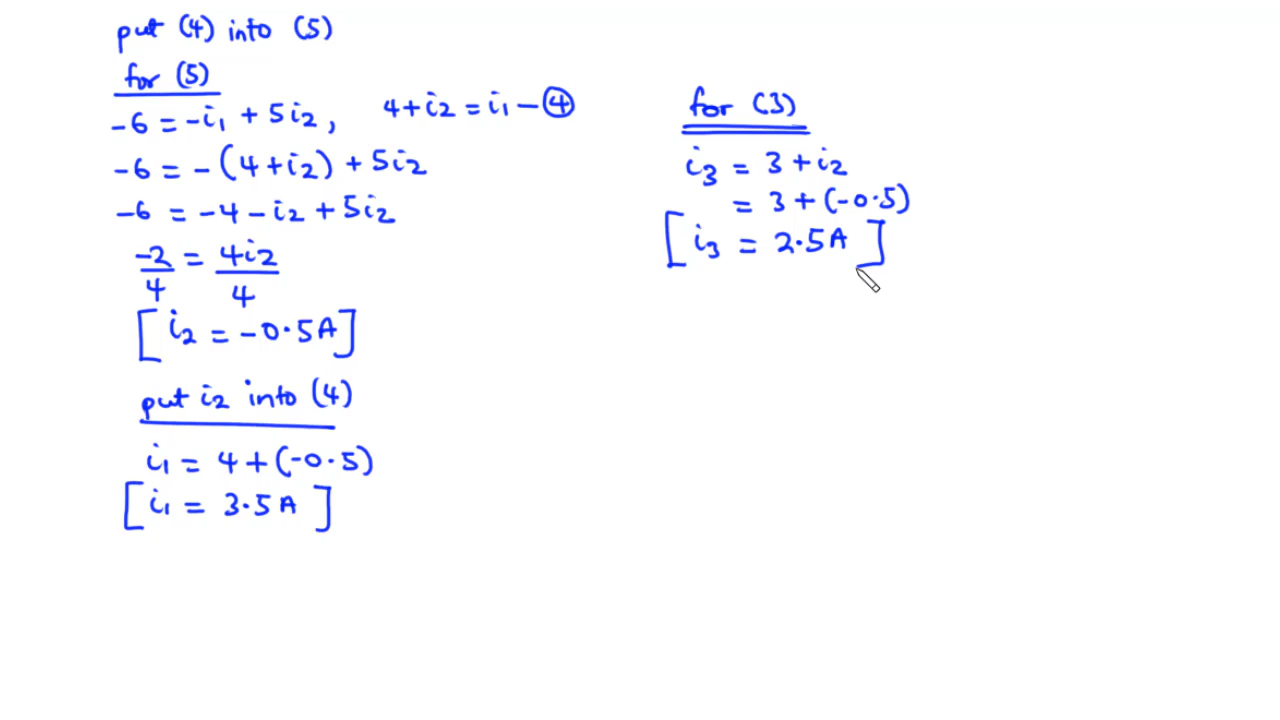 put (4) into (5)
for (5)
-6 = -i₁ + 5i₂, 4+i₂ = i₁ - ④
-6 = -(4+i₂) + 5i₂
-6 = -4 - i₂ + 5i₂
-2/4 = 4i₂/4
[i₂ = -0.5A]
put i₂ into (4)
i₁ = 4 + (-0.5)
[i₁ = 3.5A]
for (3)
i₃ = 3 + i₂
= 3 + (-0.5)
[i₃ = 2.5A]